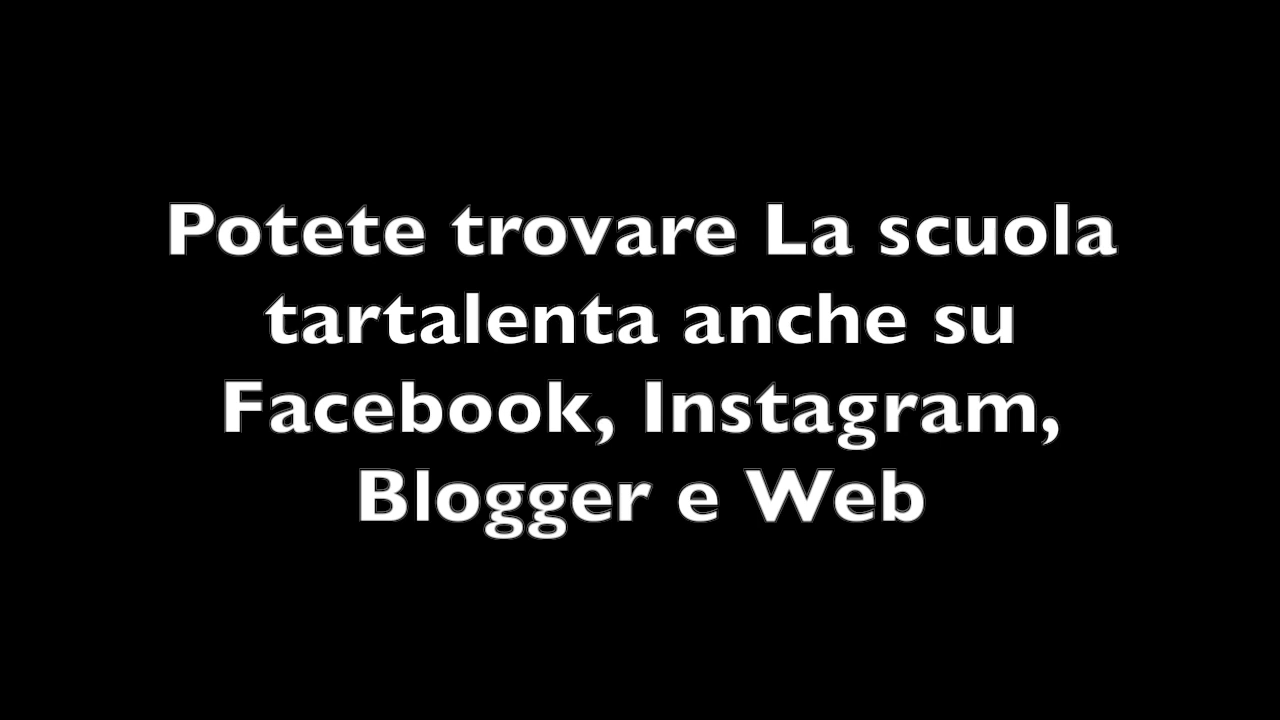 Potete trovare La scuola
tartalenta anche su
Facebook, Instagram,
Blogger e Web